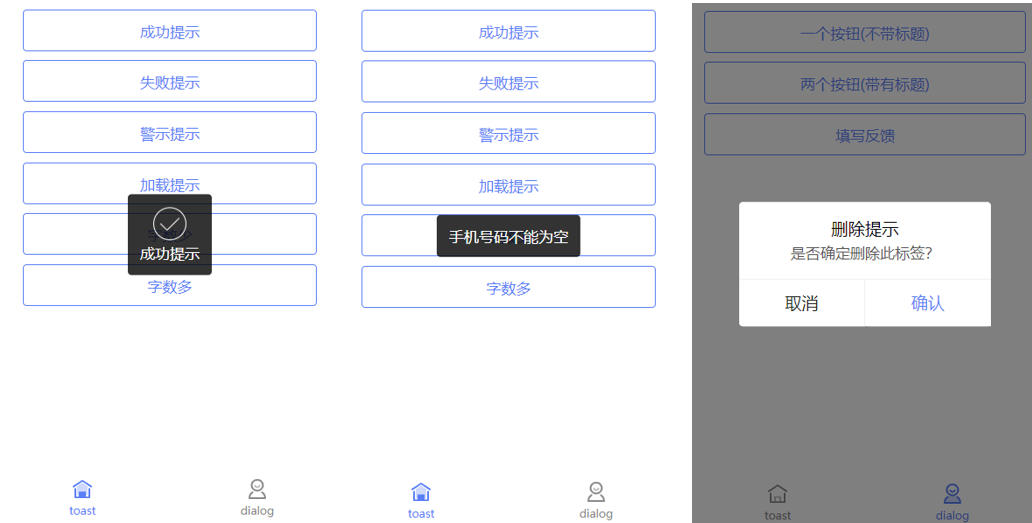 成功提示
失败提示
警示提示
加载提示
成功提示
字数多
toast
dialog
成功提示
失败提示
警示提示
加载提示
手机号码不能为空
字数多
toast
dialog
一个按钮(不带标题)
两个按钮(带有标题)
填写反馈
删除提示
是否确定删除此标签?
取消
确认
toast
dialog